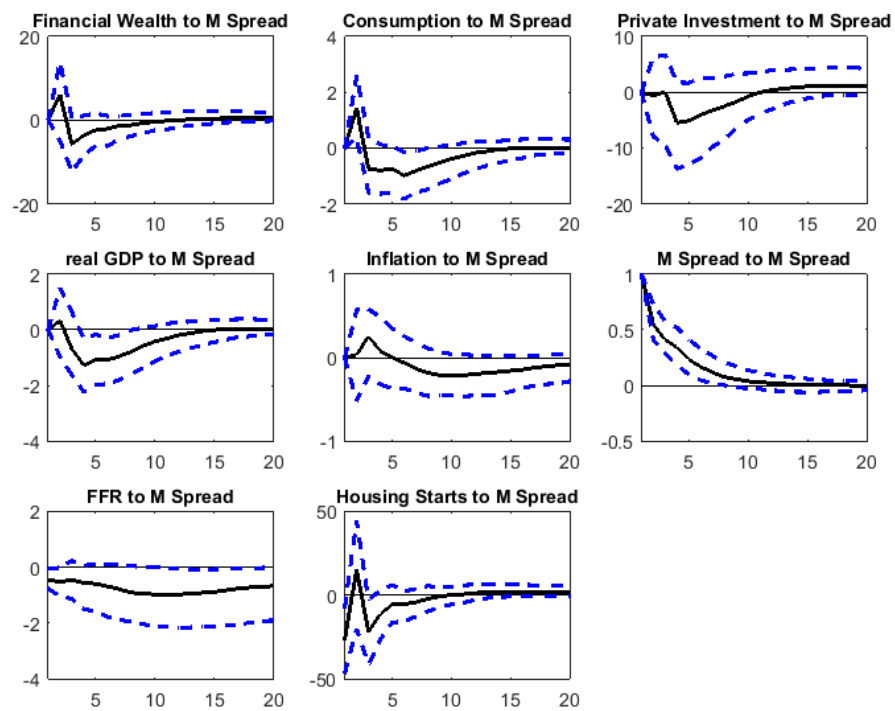 Financial Wealth to M Spread
20
0
-20
5 10 15 20
Consumption to M Spread
4
2
0
-2
5 10 15 20
Private Investment to M Spread
10
0
-10
-20
5 10 15 20
real GDP to M Spread
2
0
-2
-4
5 10 15 20
Inflation to M Spread
1
0
-1
5 10 15 20
M Spread to M Spread
1
0.5
0
-0.5
5 10 15 20
FFR to M Spread
2
0
-2
-4
5 10 15 20
Housing Starts to M Spread
50
0
-50
5 10 15 20